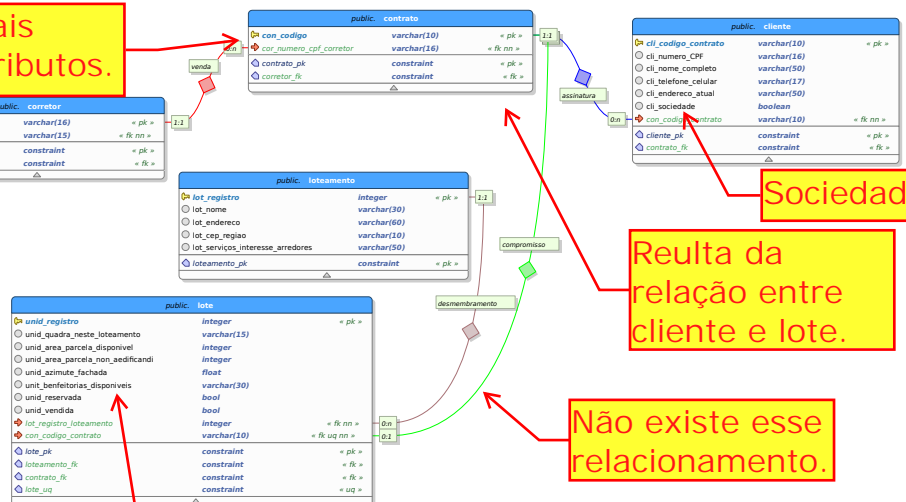 ais
ributos.
public. contrato
con_codigo varchar(10) « pk »
cor_numero_cpf_corretor varchar(16) « fk nn »
contrato_pk constraint « pk »
corretor_fk constraint « fk »
0:n
1:1
venda
public. cliente
cli_codigo_contrato varchar(10) « pk »
cli_numero_CPF varchar(16)
cli_nome_completo varchar(50)
cli_telefone_celular varchar(17)
cli_endereco_atual varchar(50)
cli_sociedade boolean
con_codigo_contrato varchar(10) « fk nn »
cliente_pk constraint « pk »
contrato_fk constraint « fk »
assinatura
0:n
public. corretor
varchar(16) « pk »
varchar(15) « fk nn »
constraint « pk »
constraint « fk »
1:1
Sociedad
public. loteamento
lot_registro integer « pk »
lot_nome varchar(30)
lot_endereco varchar(60)
lot_cep_regiao varchar(10)
lot_serviços_interesse_arredores varchar(50)
loteamento_pk constraint « pk »
1:1
compromisso
Reulta da
relação entre
cliente e lote.
desmembramento
public. lote
unid_registro integer « pk »
unid_quadra_neste_loteamento varchar(15)
unid_area_parcela_disponivel integer
unid_area_parcela_non_aedificandi integer
unid_azimute_fachada float
unit_benfeitorias_disponiveis varchar(30)
unid_reservada bool
unid_vendida bool
lot_registro_loteamento integer « fk nn »
con_codigo_contrato varchar(10) « fk uq nn »
lote_pk constraint « pk »
loteamento_fk constraint « fk »
contrato_fk constraint « fk »
lote_uq constraint « uq »
0:n
0:1
Não existe esse
relacionamento.